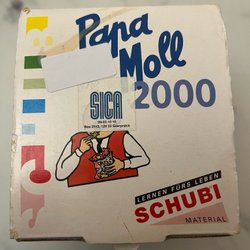 Papa
Moll
2000
SICA
LERNEN FÜRS LEBEN
SCHUBI
MATERIAL